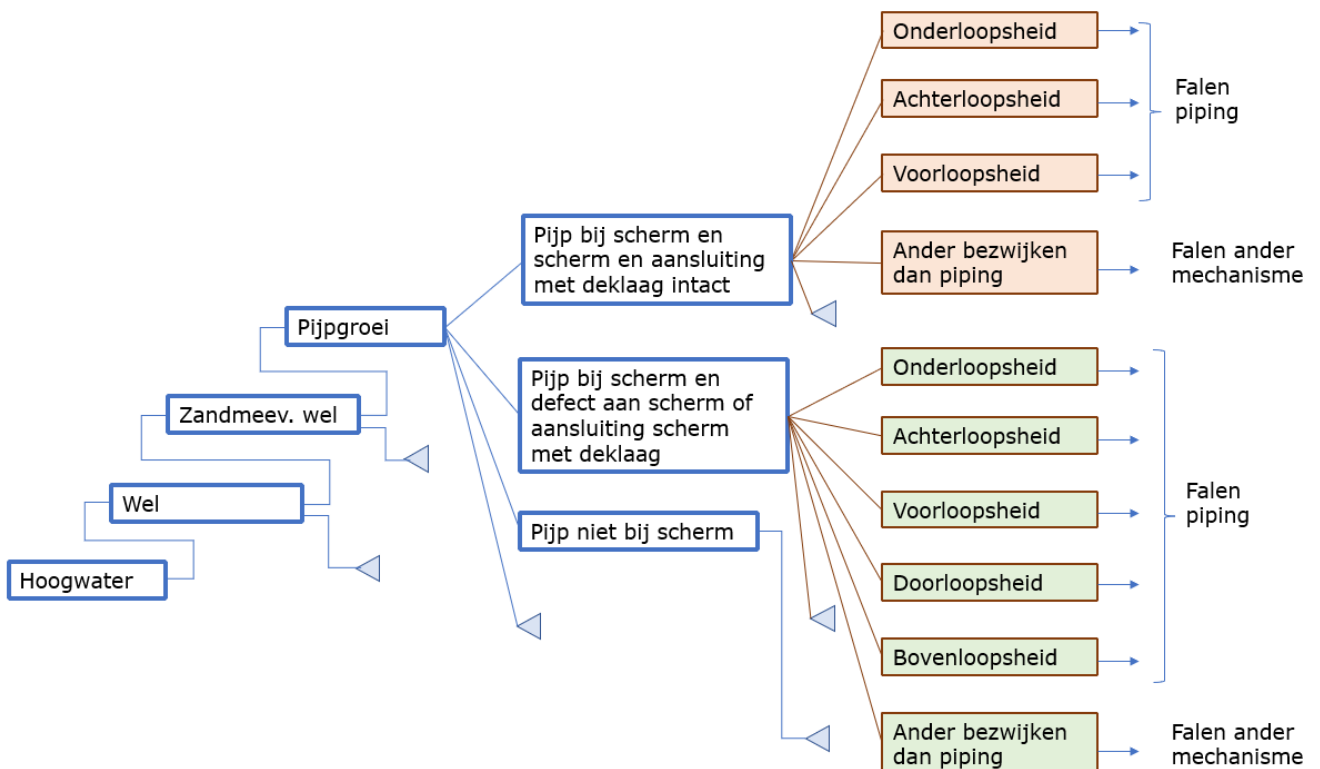 Hoogwater
Wel
Zandmeev. wel
Pijpgroei
Pijp bij scherm en
scherm en aansluiting
met deklaag intact
Pijp bij scherm en
defect aan scherm of
aansluiting scherm
met deklaag
Pijp niet bij scherm
Onderloopsheid
Achterloopsheid
Voorloopsheid
Ander bezwijken
dan piping
Falen
piping
Falen ander
mechanisme
Onderloopsheid
Achterloopsheid
Voorloopsheid
Doorloopsheid
Bovenloopsheid
Ander bezwijken
dan piping
Falen
piping
Falen ander
mechanisme